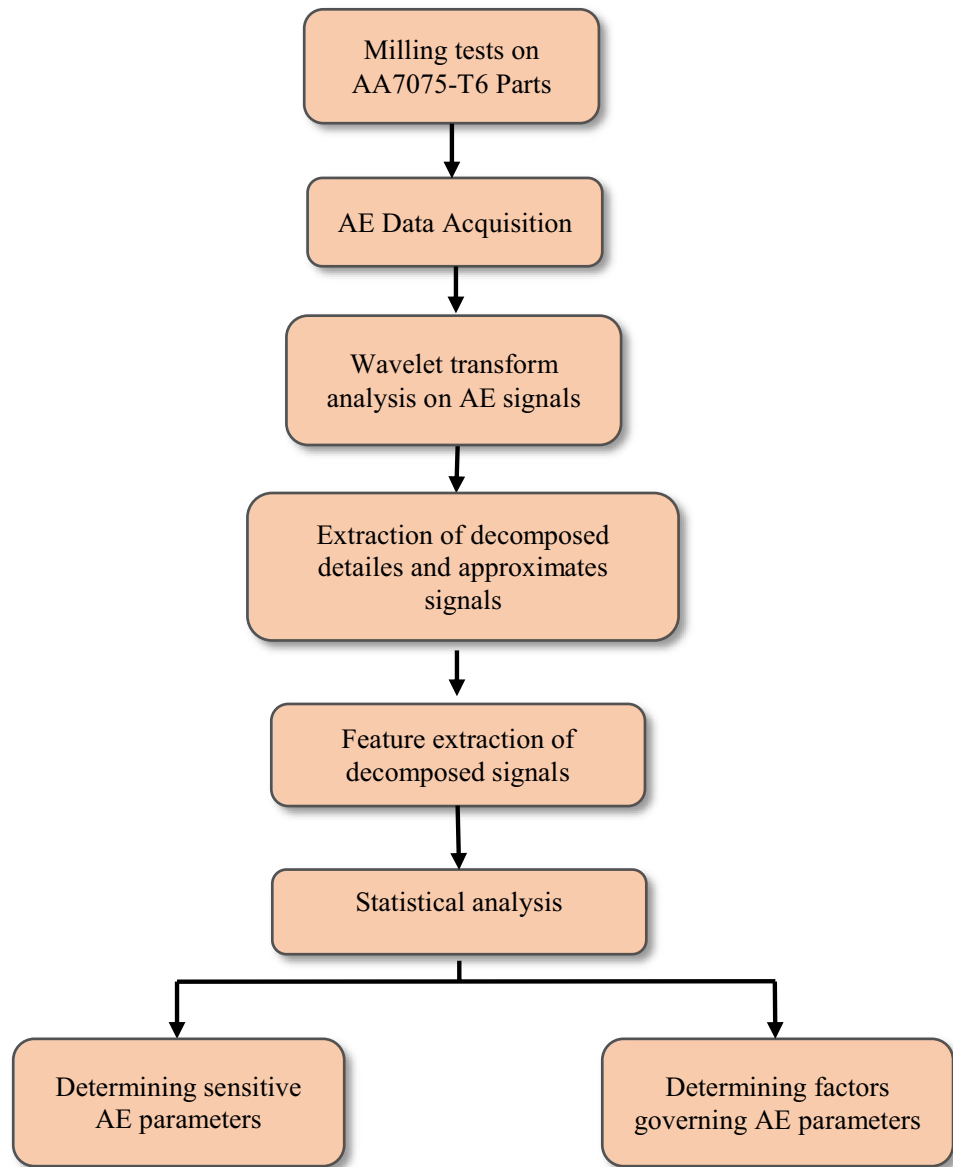 Milling tests on
AA7075-T6 Parts
AE Data Acquisition
Wavelet transform
analysis on AE signals
Extraction of decomposed
detailes and approximates
signals
Feature extraction of
decomposed signals
Statistical analysis
Determining sensitive
AE parameters
Determining factors
governing AE parameters